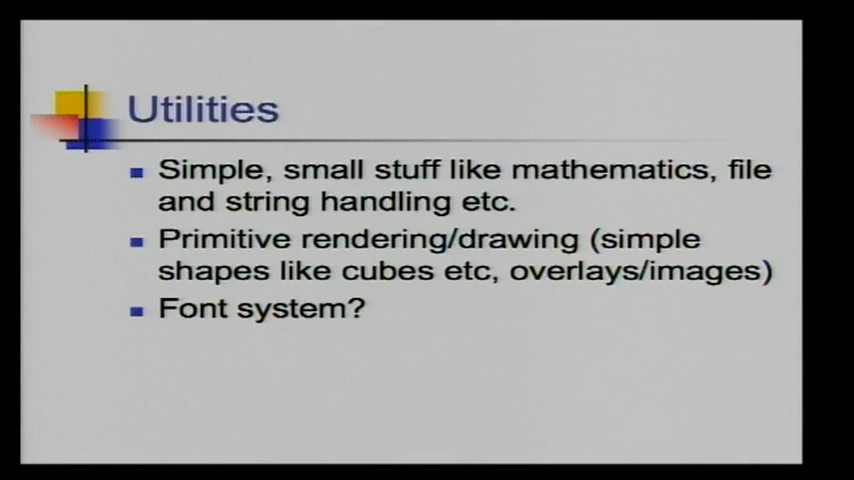 Utilities
Simple, small stuff like mathematics, file
and string handling etc.
Primitive rendering/drawing (simple
shapes like cubes etc, overlays/images)
Font system?